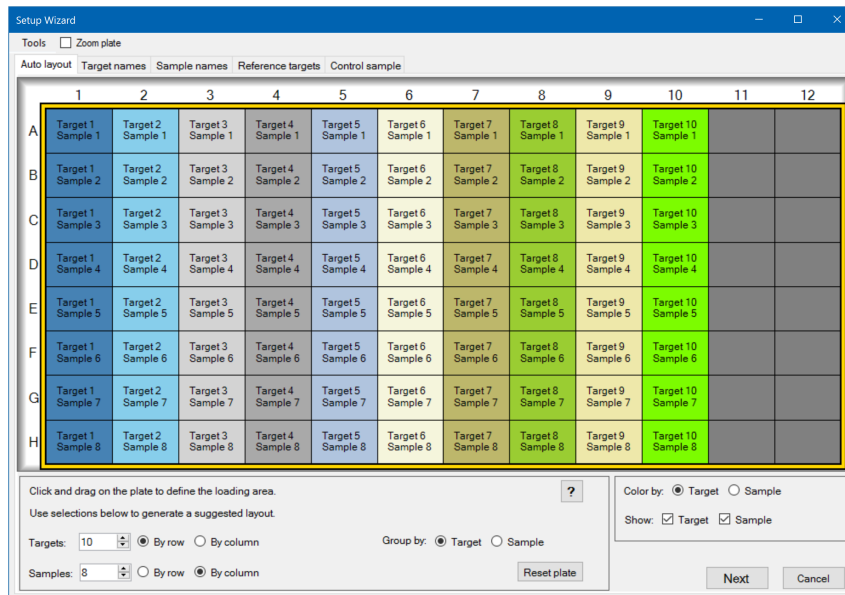 Setup Wizard
Tools Zoom plate
Auto layout Target names Sample names Reference targets Control sample
1 2 3 4 5 6 7 8 9 10 11 12
A
Target 1 Target 2 Target 3 Target 4 Target 5 Target 6 Target 7 Target 8 Target 9 Target 10
Sample 1 Sample 1 Sample 1 Sample 1 Sample 1 Sample 1 Sample 1 Sample 1 Sample 1 Sample 1
B
Target 1 Target 2 Target 3 Target 4 Target 5 Target 6 Target 7 Target 8 Target 9 Target 10
Sample 2 Sample 2 Sample 2 Sample 2 Sample 2 Sample 2 Sample 2 Sample 2 Sample 2 Sample 2
C
Target 1 Target 2 Target 3 Target 4 Target 5 Target 6 Target 7 Target 8 Target 9 Target 10
Sample 3 Sample 3 Sample 3 Sample 3 Sample 3 Sample 3 Sample 3 Sample 3 Sample 3 Sample 3
D
Target 1 Target 2 Target 3 Target 4 Target 5 Target 6 Target 7 Target 8 Target 9 Target 10
Sample 4 Sample 4 Sample 4 Sample 4 Sample 4 Sample 4 Sample 4 Sample 4 Sample 4 Sample 4
E
Target 1 Target 2 Target 3 Target 4 Target 5 Target 6 Target 7 Target 8 Target 9 Target 10
Sample 5 Sample 5 Sample 5 Sample 5 Sample 5 Sample 5 Sample 5 Sample 5 Sample 5 Sample 5
F
Target 1 Target 2 Target 3 Target 4 Target 5 Target 6 Target 7 Target 8 Target 9 Target 10
Sample 6 Sample 6 Sample 6 Sample 6 Sample 6 Sample 6 Sample 6 Sample 6 Sample 6 Sample 6
G
Target 1 Target 2 Target 3 Target 4 Target 5 Target 6 Target 7 Target 8 Target 9 Target 10
Sample 7 Sample 7 Sample 7 Sample 7 Sample 7 Sample 7 Sample 7 Sample 7 Sample 7 Sample 7
H
Target 1 Target 2 Target 3 Target 4 Target 5 Target 6 Target 7 Target 8 Target 9 Target 10
Sample 8 Sample 8 Sample 8 Sample 8 Sample 8 Sample 8 Sample 8 Sample 8 Sample 8 Sample 8
Click and drag on the plate to define the loading area. ?
Use selections below to generate a suggested layout.
Targets: 10 By row By column Group by: Target Sample
Samples: 8 By row By column Reset plate
Color by: Target Sample
Show: Target Sample
Next Cancel